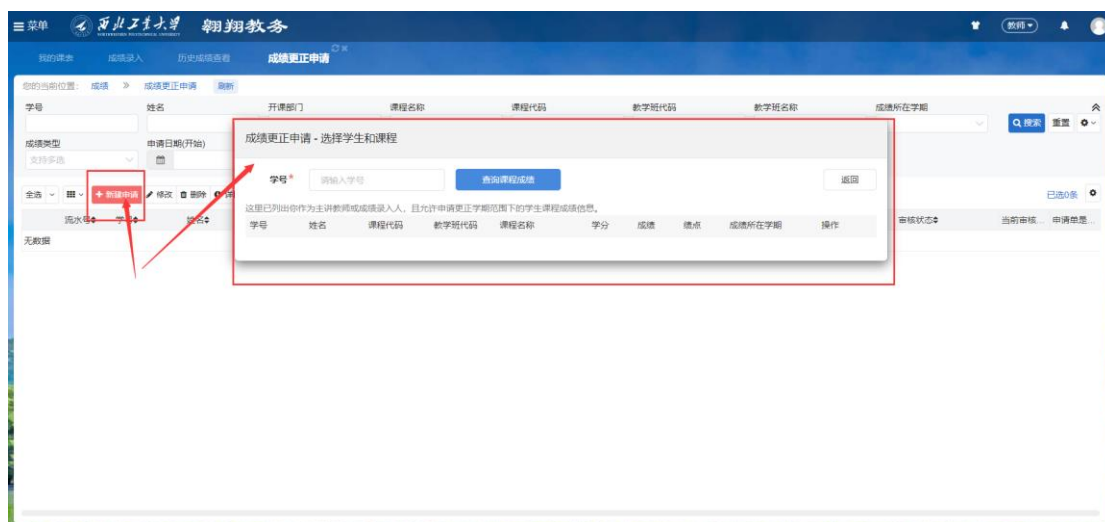 菜单 西北工业大学 翱翔教务 教师
我的课表 成绩录入 历史成绩查看 成绩更正申请
您的当前位置: 成绩 » 成绩更正申请 刷新
学号 姓名 开课部门 课程名称 课程代码 教学班代码 教学班名称 成绩所在学期
搜索 重置
成绩类型 申请日期(开始)
支持多选
成绩更正申请 - 选择学生和课程
学号* 请输入学号 查询课程成绩 返回
全选 + 新建申请 修改 删除 已选0条
这里已列出你作为主讲教师或成绩录入人, 且允许申请更正学期范围下的学生课程成绩信息。
流水号 学号 姓名 审核状态 当前审核... 申请单是...
学号 姓名 课程代码 教学班代码 课程名称 学分 成绩 绩点 成绩所在学期 操作
无数据